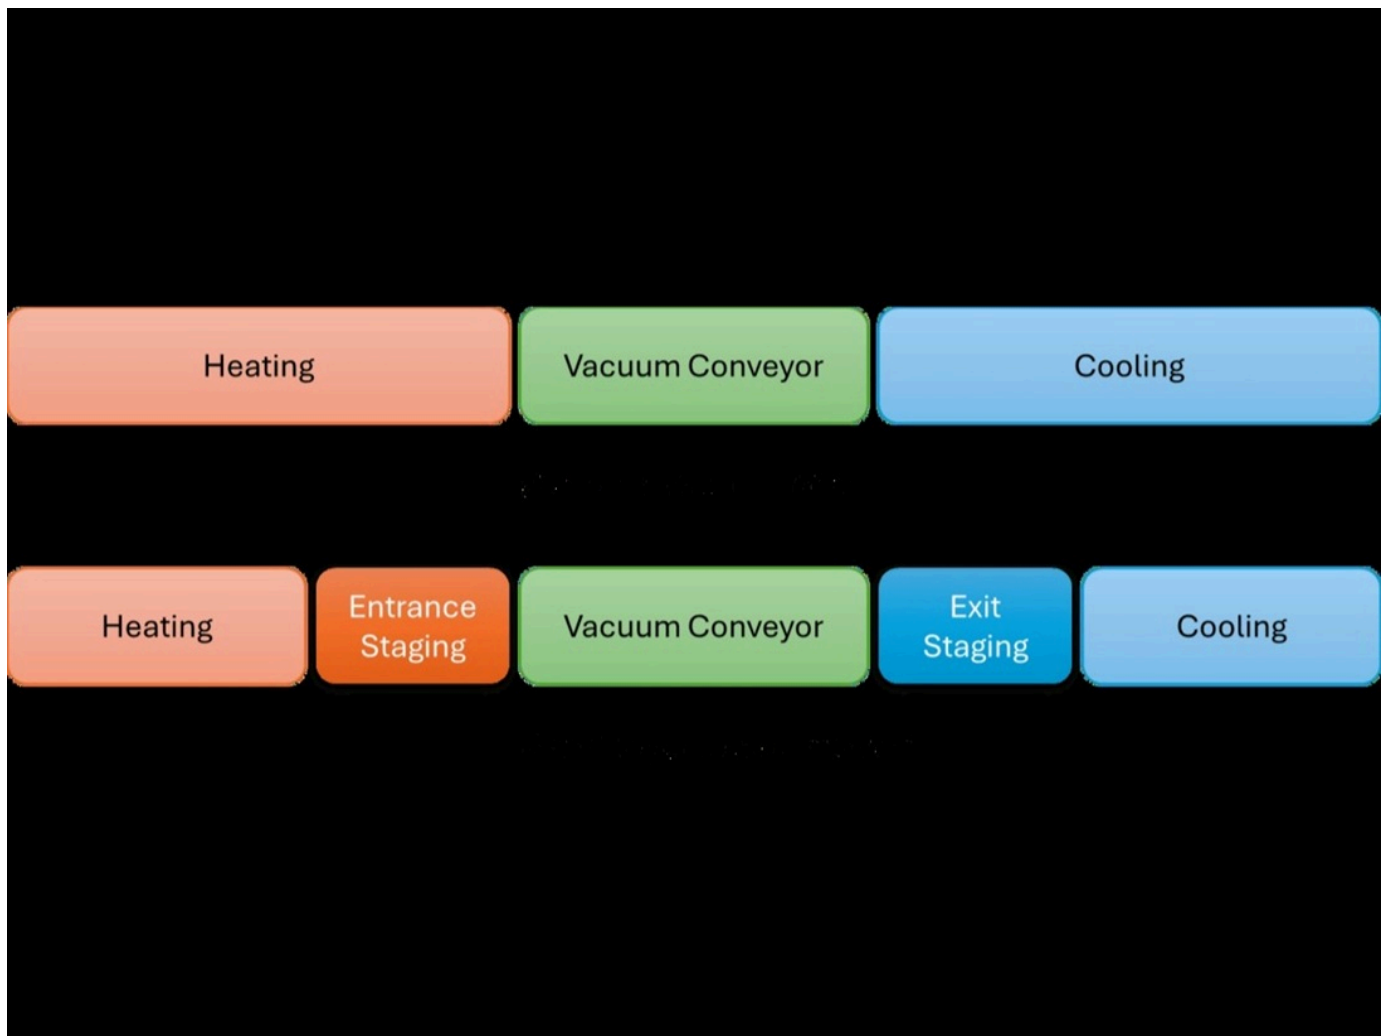 Heating
Vacuum Conveyor
Cooling
Heating
Entrance
Staging
Vacuum Conveyor
Exit
Staging
Cooling